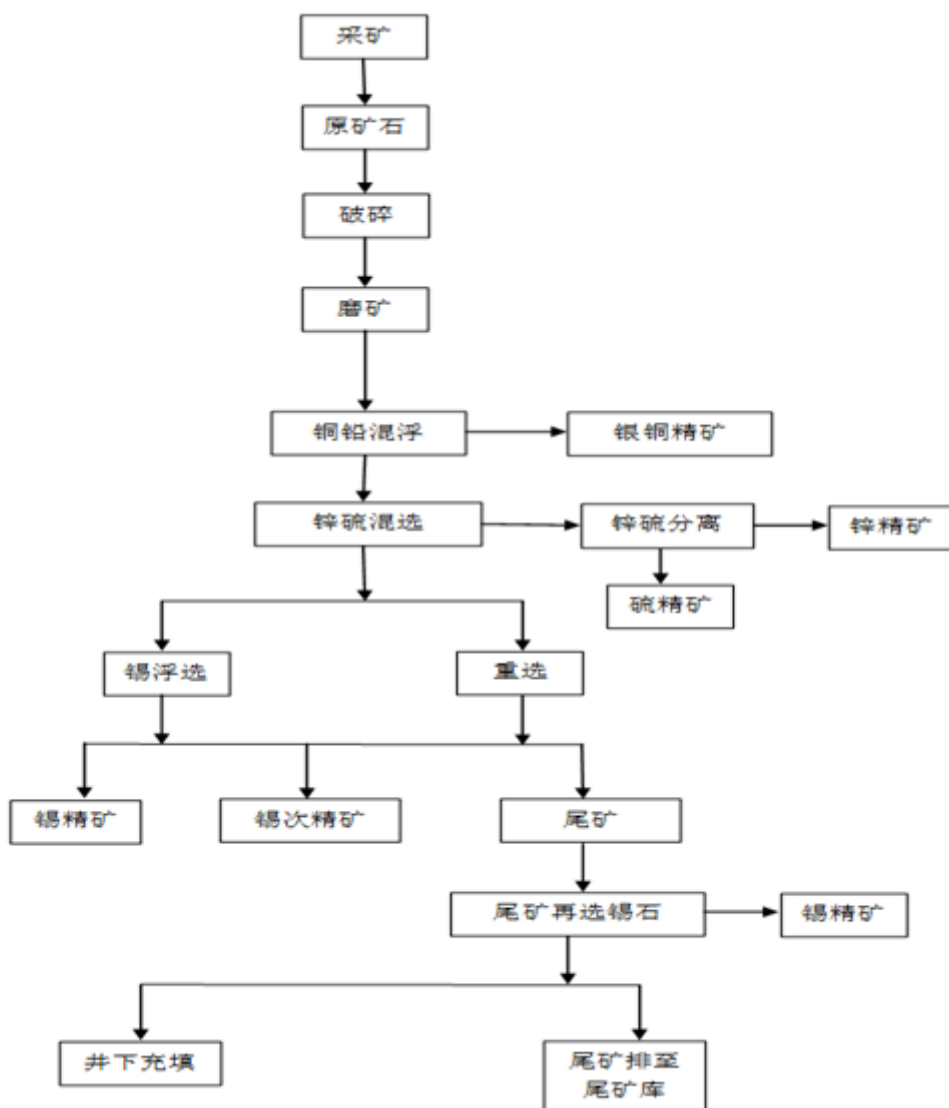 采矿
原矿石
破碎
磨矿
铜铅混浮
银铜精矿
锌硫混选
锌硫分离
锌精矿
硫精矿
锡浮选
重选
锡精矿
锡次精矿
尾矿
尾矿再选锡石
锡精矿
井下充填
尾矿排至
尾矿库